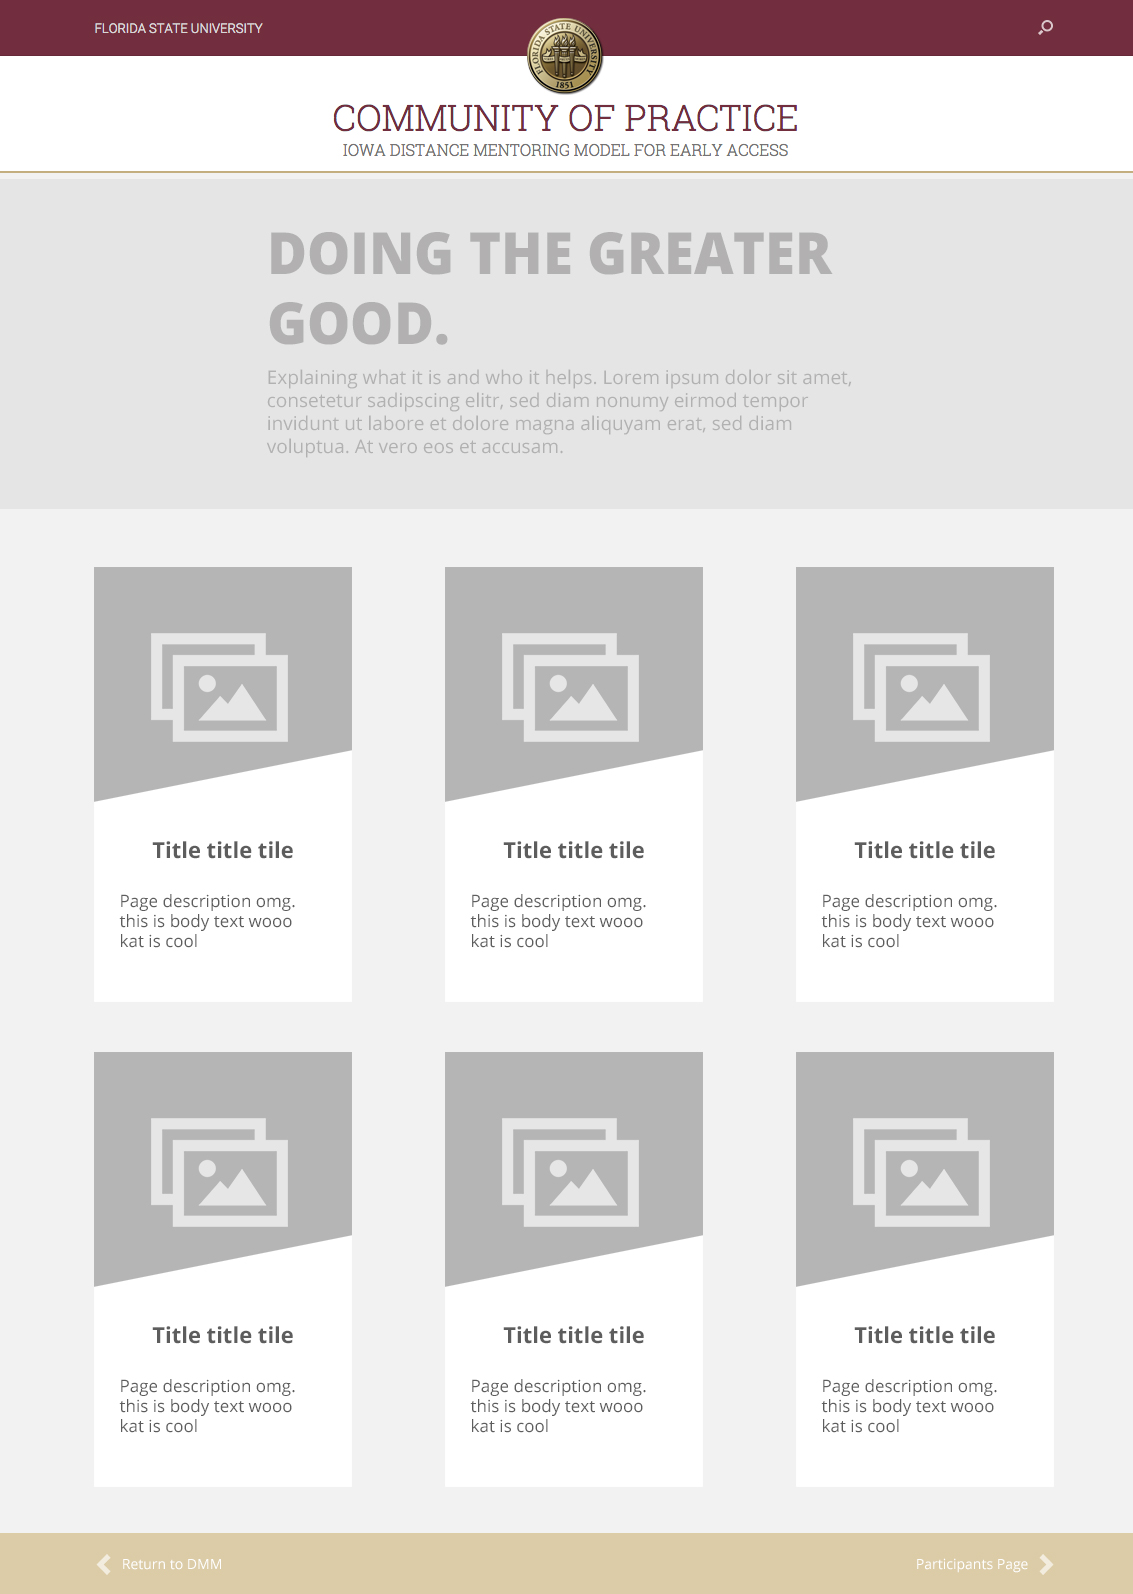 FLORIDA STATE UNIVERSITY
FLORIDA STATE UNIVERSITY
1851
COMMUNITY OF PRACTICE
IOWA DISTANCE MENTORING MODEL FOR EARLY ACCESS
DOING THE GREATER
GOOD.
Explaining what it is and who it helps. Lorem ipsum dolor sit amet,
consetetur sadipscing elitr, sed diam nonumy eirmod tempor
invidunt ut labore et dolore magna aliquyam erat, sed diam
voluptua. At vero eos et accusam.
Title title tile
Page description omg.
this is body text wooo
kat is cool
Title title tile
Page description omg.
this is body text wooo
kat is cool
Title title tile
Page description omg.
this is body text wooo
kat is cool
Title title tile
Page description omg.
this is body text wooo
kat is cool
Title title tile
Page description omg.
this is body text wooo
kat is cool
Title title tile
Page description omg.
this is body text wooo
kat is cool
Return to DMM
Participants Page